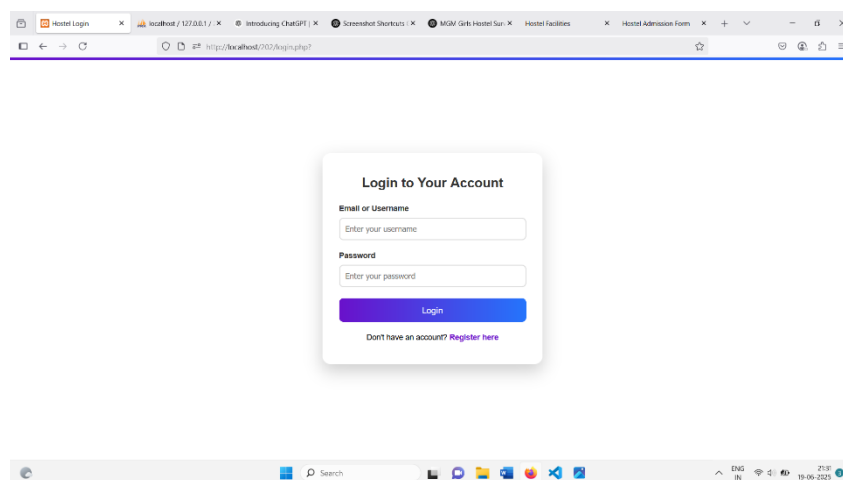 Hostel Login
localhost / 127.0.0.1 /
Introducing ChatGPT |
Screenshot Shortcuts
MGM Girls Hostel Sur
Hostel Facilities
Hostel Admission Form
http://localhost/202/login.php?
Login to Your Account
Email or Username
Enter your username
Password
Enter your password
Login
Don't have an account? Register here
Search
ENG
IN
21:31
19-06-2025